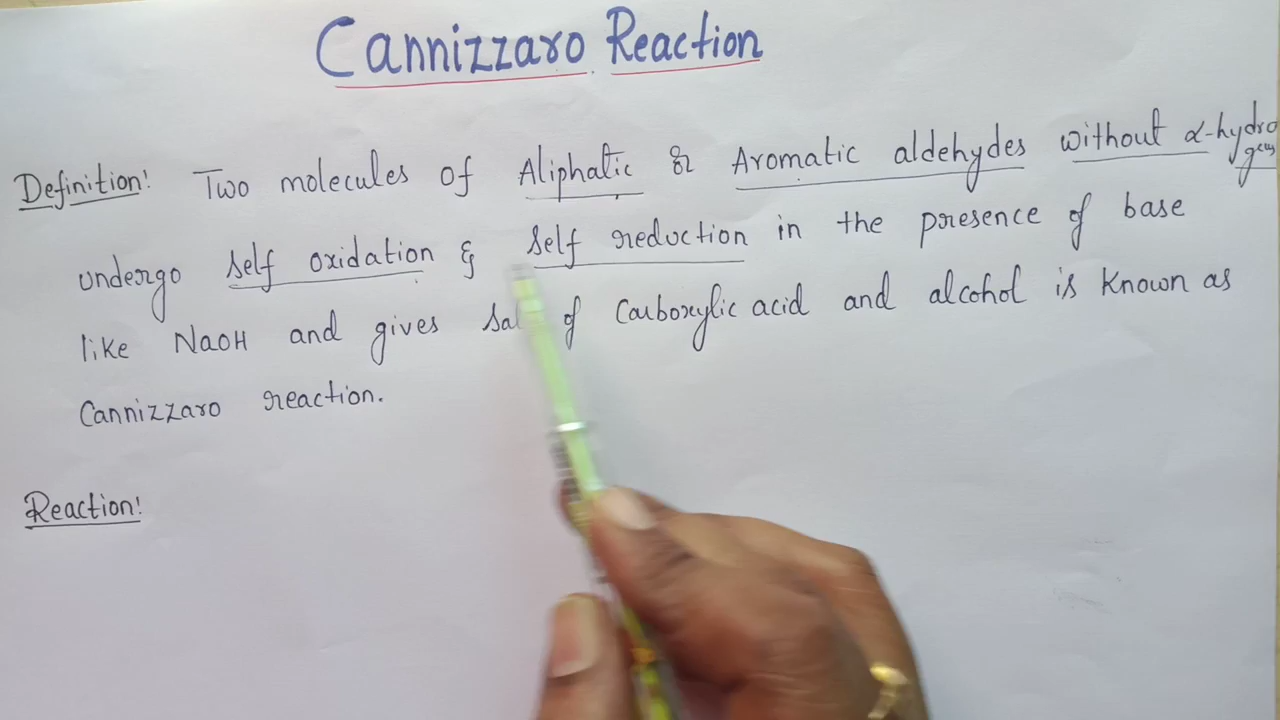 Cannizzaro Reaction
Definition! Two molecules of Aliphatic & Aromatic aldehydes without α-hydro
gens
undergo self oxidation & self reduction in the presence of base
like NaOH and gives of Carboxylic acid and alcohol is known as
Cannizzaro reaction.
Reaction!